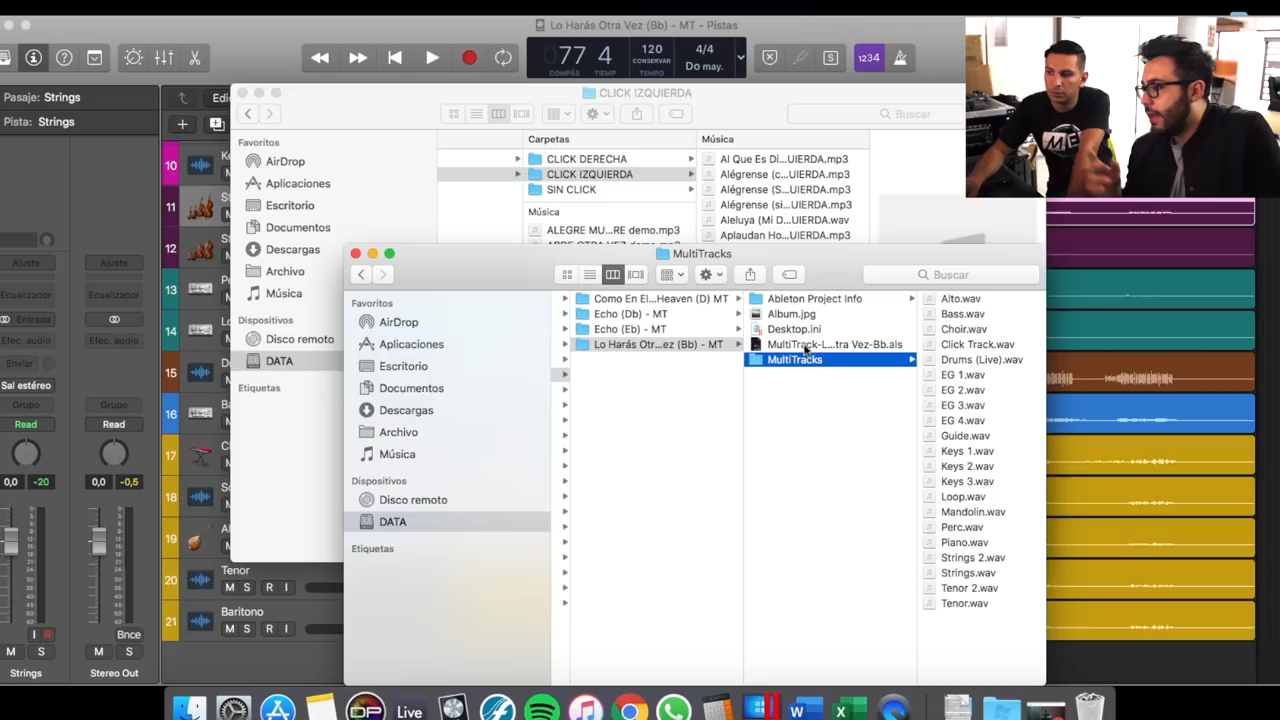 Lo Harás Otra Vez (Bb) - MT - Pistas
77 4
120
4/4
COMPÁS
TIEMPO
CONSERVAR
TEMPO
Do may.
1234
Pasaje: Strings
Pista: Strings
Edi
CLICK IZQUIERDA
Buscar
Favoritos
AirDrop
Aplicaciones
Escritorio
Documentos
Descargas
Archivo
Música
Dispositivos
Disco remoto
DATA
Etiquetas
Carpetas
CLICK DERECHA
CLICK IZQUIERDA
SIN CLICK
Música
ALEGRE MU...RE demo.mp3
Música
Al Que Es Di...UIERDA.mp3
Alégrense (c...UIERDA.mp3
Alégrense (S...UIERDA.mp3
Alégrense (si...UIERDA.mp3
Aleluya (Mi D...UIERDA.wav
Aplaudan Ho...UIERDA.mp3
MultiTracks
Buscar
Favoritos
AirDrop
Aplicaciones
Escritorio
Documentos
Descargas
Archivo
Música
Dispositivos
Disco remoto
DATA
Etiquetas
Como En El...Heaven (D) MT
Echo (Db) - MT
Echo (Eb) - MT
Lo Harás Otr...ez (Bb) - MT
Ableton Project Info
Album.jpg
Desktop.ini
MultiTrack-L...tra Vez-Bb.als
MultiTracks
Alto.wav
Bass.wav
Choir.wav
Click Track.wav
Drums (Live).wav
EG 1.wav
EG 2.wav
EG 3.wav
EG 4.wav
Guide.wav
Keys 1.wav
Keys 2.wav
Keys 3.wav
Loop.wav
Mandolin.wav
Perc.wav
Piano.wav
Strings 2.wav
Strings.wav
Tenor 2.wav
Tenor.wav
Ajuste
Ajuste
Ecualizador
Ecualizador
Entrada
Efec. audio
Efec. audio
Enviar
Sal estéreo
Grupo
Grupo
Read
Read
0,0 -20
0,0 -0,5
I R
Bnce
M S
M S
Strings
Stereo Out
10
11
12
13
14
15
16
17
18
19
20
Tenor
M S R I
21
Baritono
M S R I
ME
DP
Live
W
X